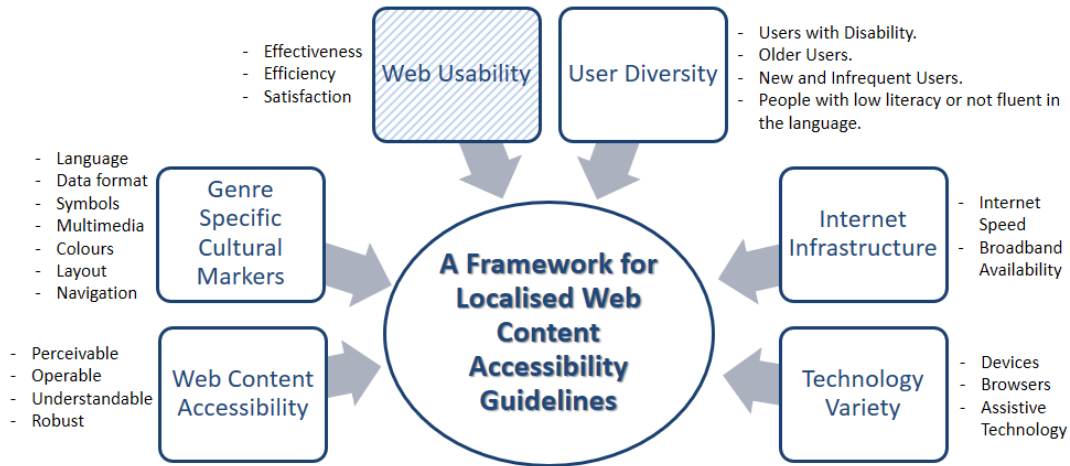 - Effectiveness
- Efficiency
- Satisfaction
Web Usability
User Diversity
- Users with Disability.
- Older Users.
- New and Infrequent Users.
- People with low literacy or not fluent in
the language.
- Language
- Data format
- Symbols
- Multimedia
- Colours
- Layout
- Navigation
Genre
Specific
Cultural
Markers
Internet
Infrastructure
- Internet
Speed
- Broadband
Availability
A Framework for
Localised Web
Content
Accessibility
Guidelines
- Perceivable
- Operable
- Understandable
- Robust
Web Content
Accessibility
Technology
Variety
- Devices
- Browsers
- Assistive
Technology